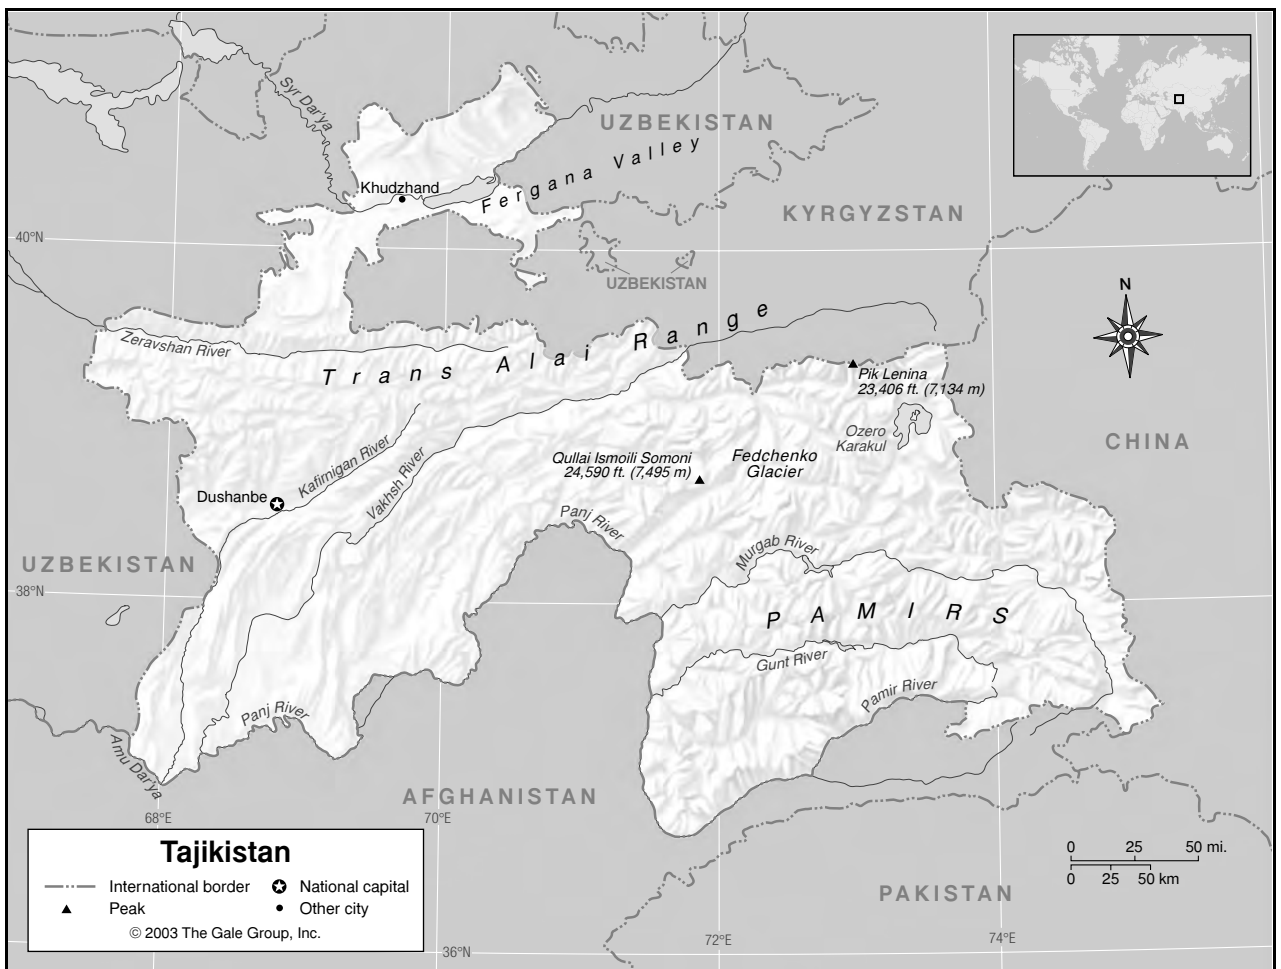 Syr Dar'ya
UZBEKISTAN
Fergana Valley
Khudzhand
KYRGYZSTAN
40°N
UZBEKISTAN
N
Zeravshan River
Trans Alai Range
Pik Lenina
23,406 ft. (7,134 m)
Ozero
Karakul
CHINA
Kafirnigan River
Vakhsh River
Qullai Ismoili Somoni
24,590 ft. (7,495 m)
Fedchenko
Glacier
Dushanbe
Panj River
Murgab River
UZBEKISTAN
38°N
PAMIRS
Gunt River
Pamir River
Panj River
Amu Dar'ya
AFGHANISTAN
68°E
70°E
Tajikistan
International border
National capital
Peak
Other city
© 2003 The Gale Group, Inc.
0 25 50 mi.
0 25 50 km
PAKISTAN
36°N
72°E
74°E